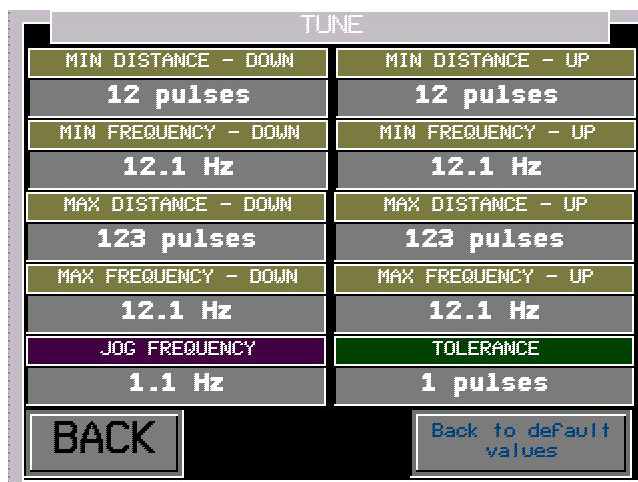 TUNE
MIN DISTANCE - DOWN
MIN DISTANCE - UP
12 pulses
12 pulses
MIN FREQUENCY - DOWN
MIN FREQUENCY - UP
12.1 Hz
12.1 Hz
MAX DISTANCE - DOWN
MAX DISTANCE - UP
123 pulses
123 pulses
MAX FREQUENCY - DOWN
MAX FREQUENCY - UP
12.1 Hz
12.1 Hz
JOG FREQUENCY
TOLERANCE
1.1 Hz
1 pulses
BACK
Back to default
values